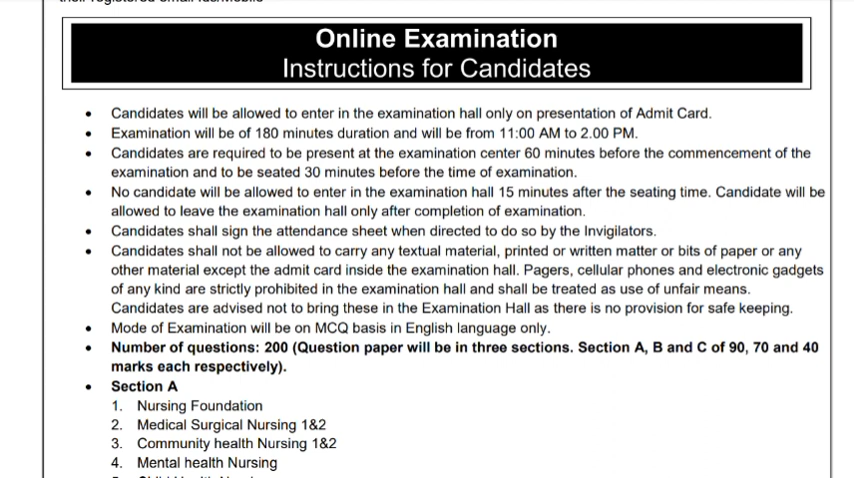 their registered email ids/Mobile
Online Examination
Instructions for Candidates
• Candidates will be allowed to enter in the examination hall only on presentation of Admit Card.
• Examination will be of 180 minutes duration and will be from 11:00 AM to 2.00 PM.
• Candidates are required to be present at the examination center 60 minutes before the commencement of the
examination and to be seated 30 minutes before the time of examination.
• No candidate will be allowed to enter in the examination hall 15 minutes after the seating time. Candidate will be
allowed to leave the examination hall only after completion of examination.
• Candidates shall sign the attendance sheet when directed to do so by the Invigilators.
• Candidates shall not be allowed to carry any textual material, printed or written matter or bits of paper or any
other material except the admit card inside the examination hall. Pagers, cellular phones and electronic gadgets
of any kind are strictly prohibited in the examination hall and shall be treated as use of unfair means.
Candidates are advised not to bring these in the Examination Hall as there is no provision for safe keeping.
• Mode of Examination will be on MCQ basis in English language only.
• Number of questions: 200 (Question paper will be in three sections. Section A, B and C of 90, 70 and 40
marks each respectively).
• Section A
1. Nursing Foundation
2. Medical Surgical Nursing 1&2
3. Community health Nursing 1&2
4. Mental health Nursing